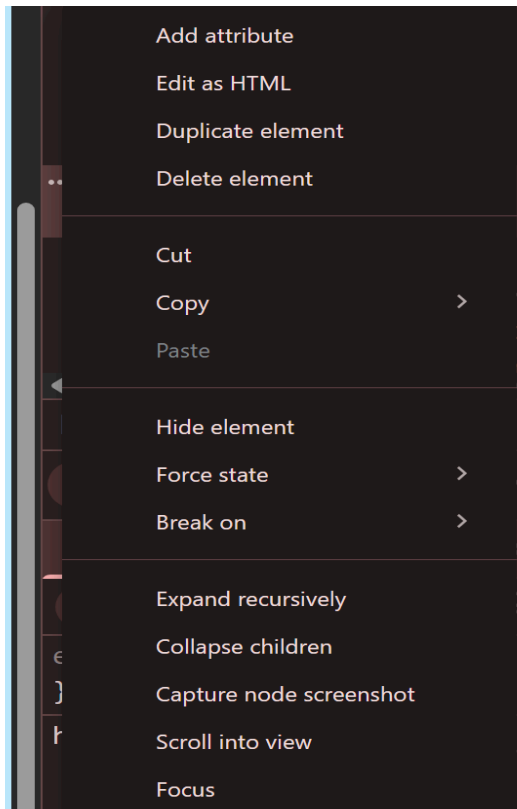 Add attribute
Edit as HTML
Duplicate element
Delete element
Cut
Copy
Paste
Hide element
Force state
Break on
Expand recursively
Collapse children
Capture node screenshot
Scroll into view
Focus
e
}
h